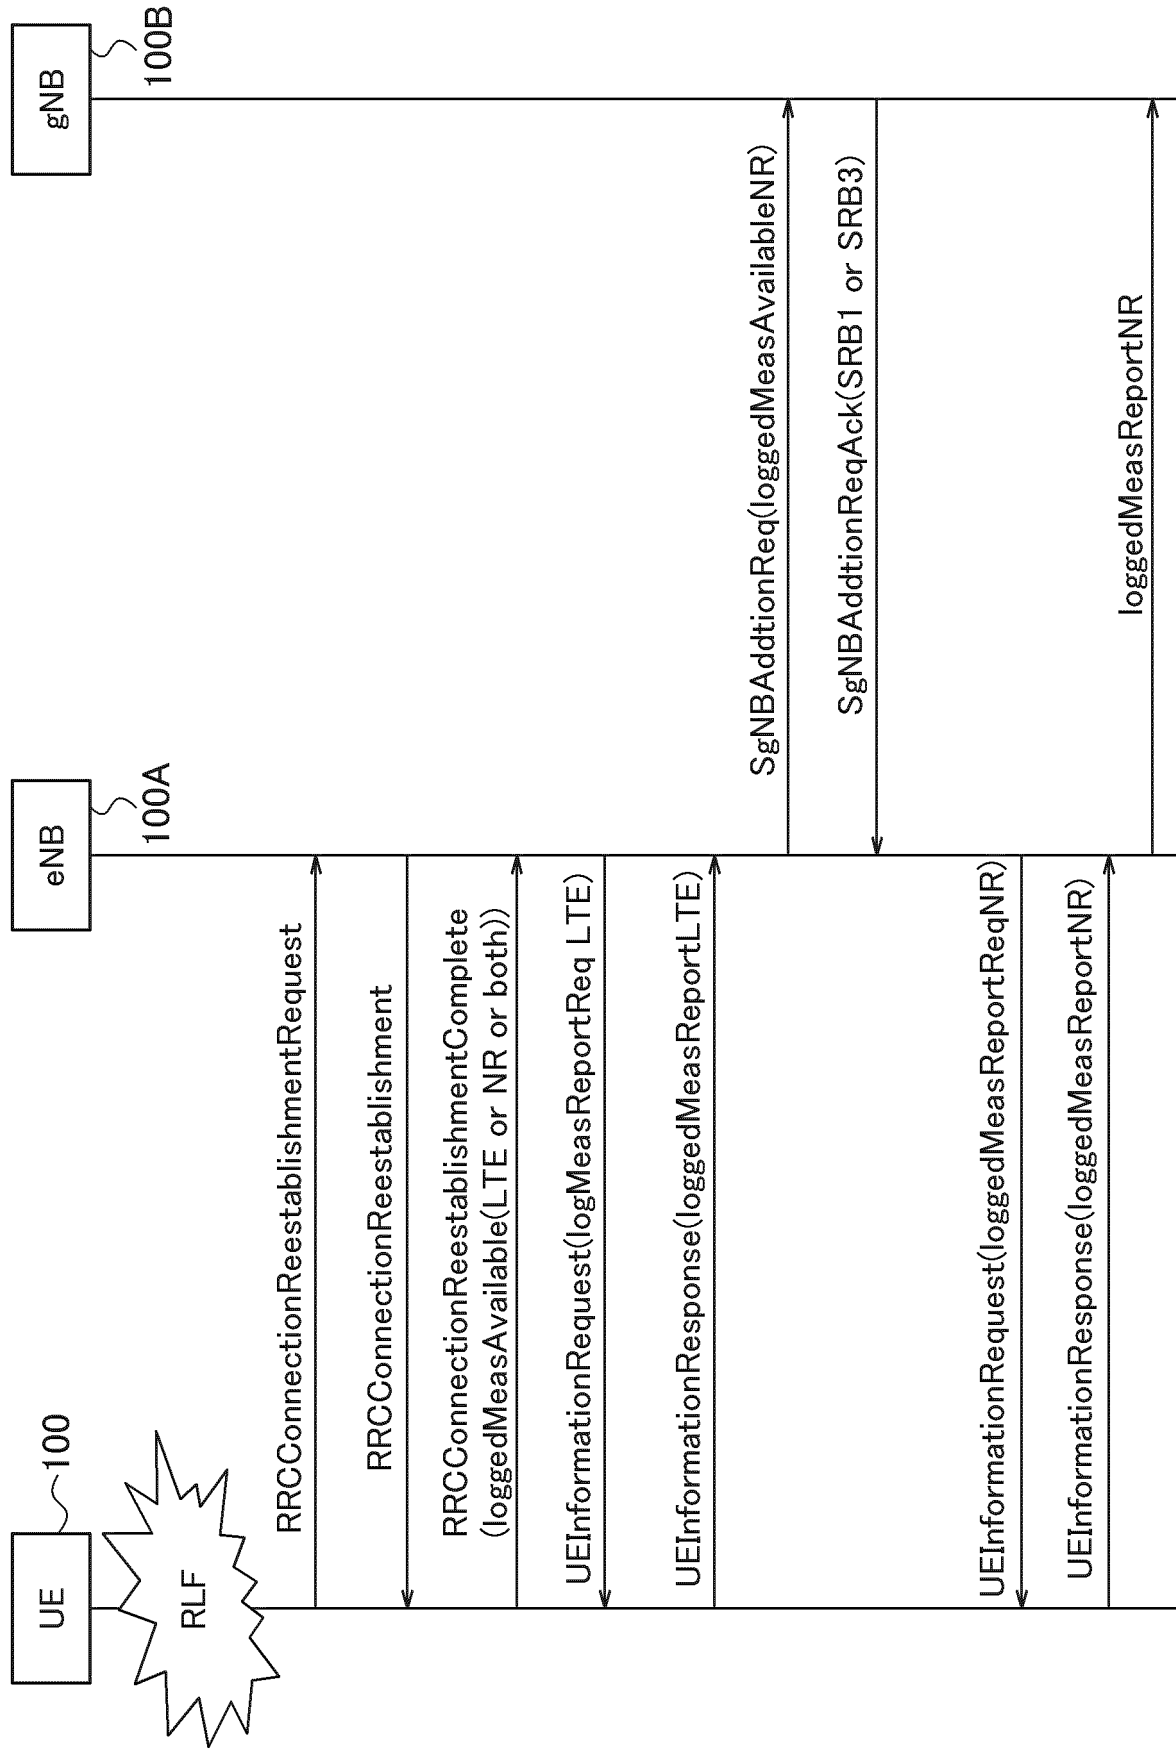 UE
100
eNB
100A
gNB
100B
RLF
RRCConnectionReestablishmentRequest
RRCConnectionReestablishment
RRCConnectionReestablishmentComplete
(loggedMeasAvailable(LTE or NR or both))
UEInformationRequest(logMeasReportReq LTE)
UEInformationResponse(loggedMeasReportLTE)
SgNBAddtionReq(loggedMeasAvailableNR)
SgNBAddtionReqAck(SRB1 or SRB3)
UEInformationRequest(loggedMeasReportReqNR)
UEInformationResponse(loggedMeasReportNR)
loggedMeasReportNR